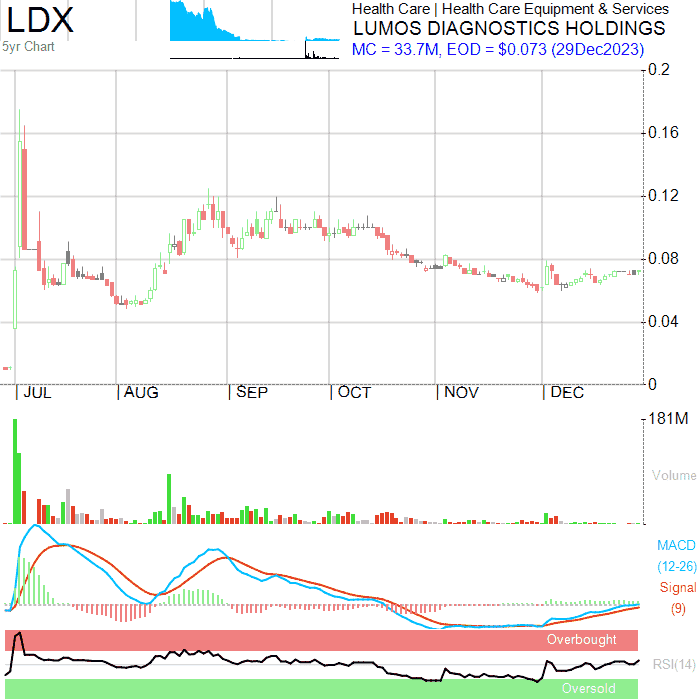 LDX
5yr Chart
Health Care | Health Care Equipment & Services
LUMOS DIAGNOSTICS HOLDINGS
MC = 33.7M, EOD = $0.073 (29Dec2023)
0.2
0.16
0.12
0.08
0.04
0
JUL AUG SEP OCT NOV DEC
181M
Volume
MACD
(12-26)
Signal
(9)
Overbought
RSI(14)
Oversold